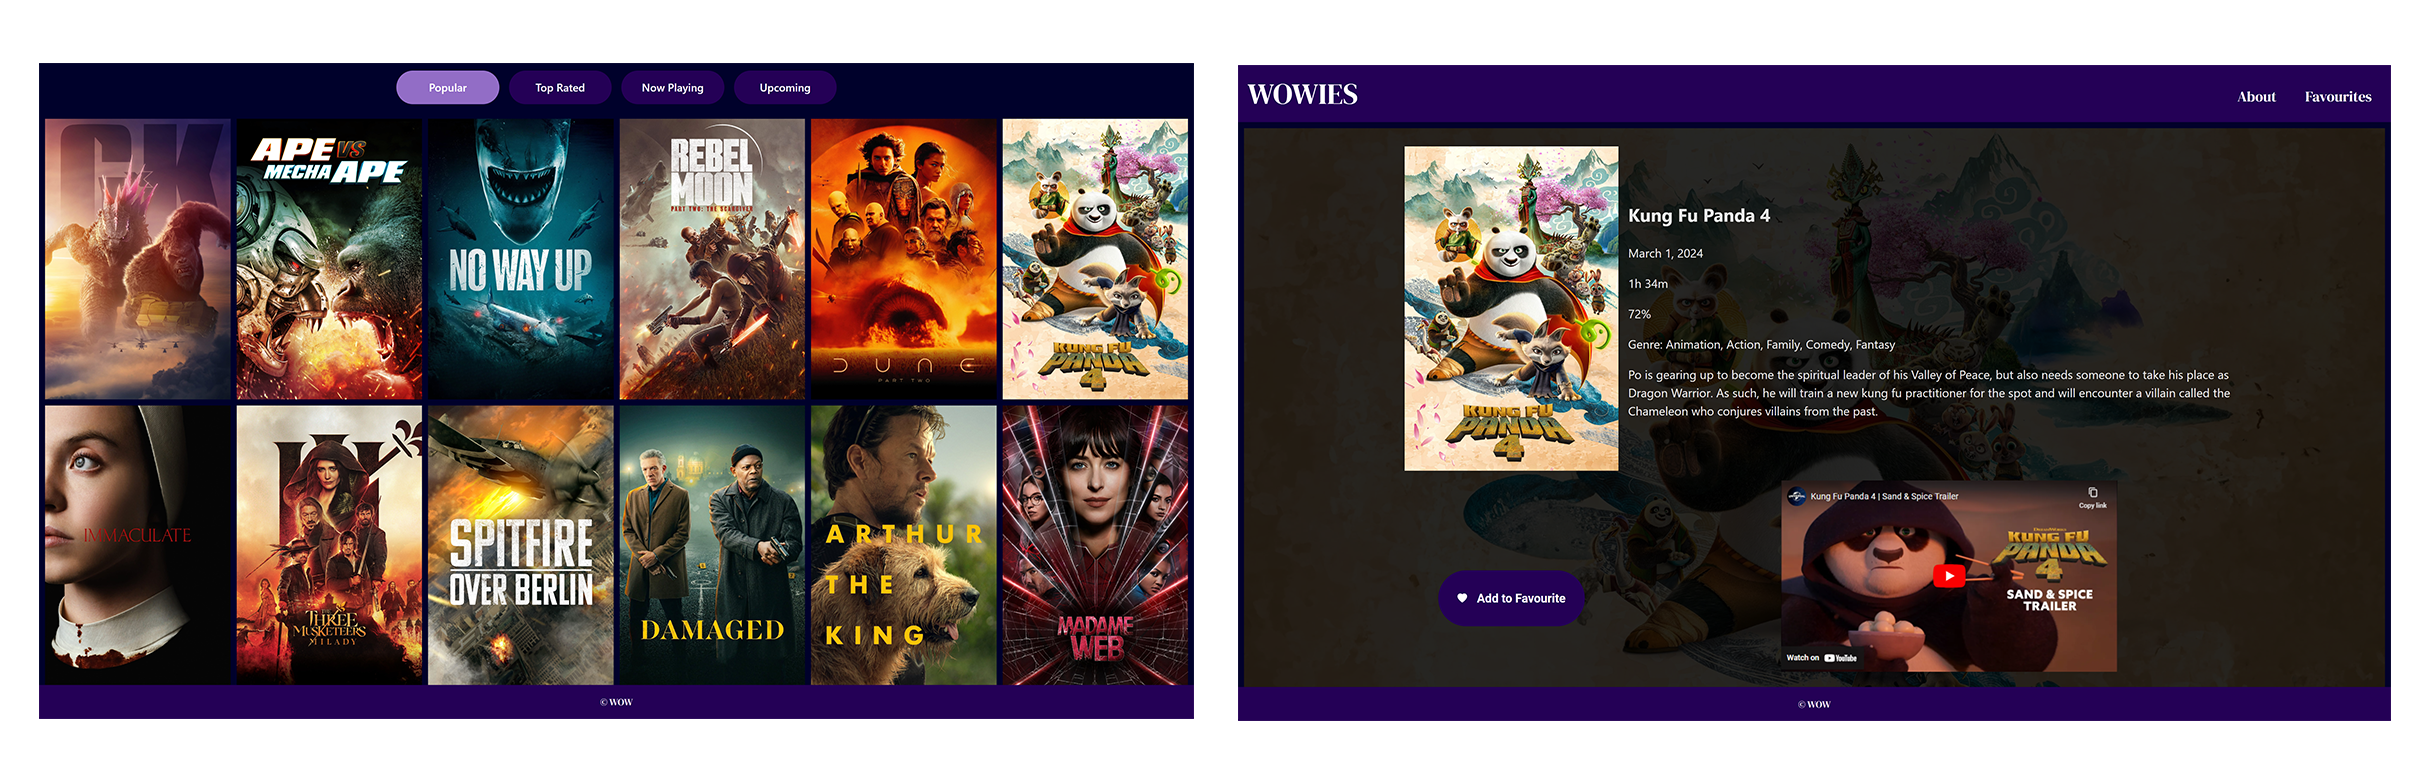 Popular
Top Rated
Now Playing
Upcoming
GK
APE VS
MECHA APE
NO WAY UP
REBEL
MOON
PART TWO: THE SCARGIVER
DUNE
PART TWO
KUNG FU
PANDA
4
IMMACULATE
THE
THREE
MUSKETEERS
MILADY
SPITFIRE
OVER BERLIN
DAMAGED
ARTHUR
THE
KING
MADAME
WEB
© WOW
WOWIES
About
Favourites
KUNG FU
PANDA
4
Kung Fu Panda 4
March 1, 2024
1h 34m
72%
Genre: Animation, Action, Family, Comedy, Fantasy
Po is gearing up to become the spiritual leader of his Valley of Peace, but also needs someone to take his place as
Dragon Warrior. As such, he will train a new kung fu practitioner for the spot and will encounter a villain called the
Chameleon who conjures villains from the past.
Add to Favourite
Kung Fu Panda 4 | Sand & Spice Trailer
Copy link
KUNG FU
PANDA
4
SAND & SPICE
TRAILER
Watch on YouTube
© WOW